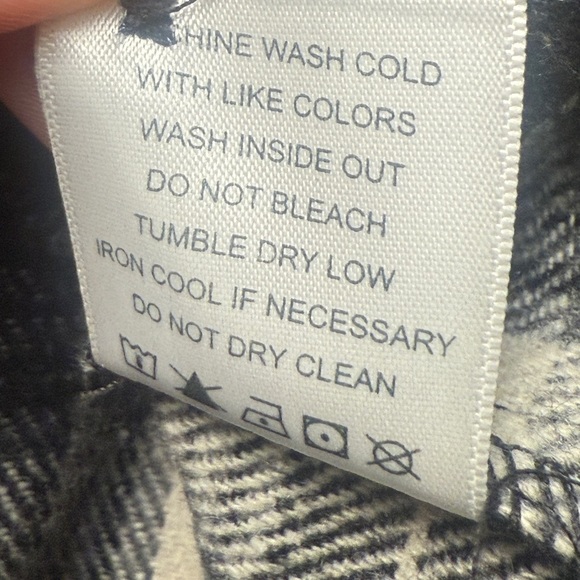 HINE WASH COLD
WITH LIKE COLORS
WASH INSIDE OUT
DO NOT BLEACH
TUMBLE DRY LOW
IRON COOL IF NECESSARY
DO NOT DRY CLEAN